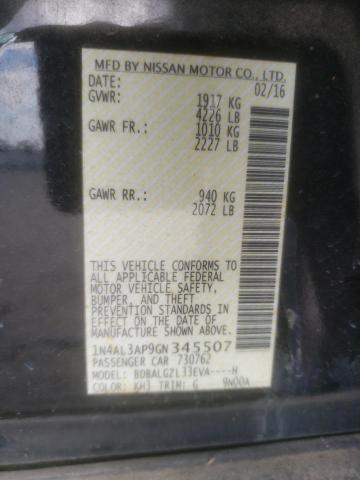 MFD BY NISSAN MOTOR CO., LTD.
DATE: 02/16
GVWR: 1917 KG
4226 LB
GAWR FR.: 1010 KG
2227 LB
GAWR RR.: 940 KG
2072 LB
THIS VEHICLE CONFORMS TO
ALL APPLICABLE FEDERAL
MOTOR VEHICLE SAFETY,
BUMPER, AND THEFT
PREVENTION STANDARDS IN
EFFECT ON THE DATE OF
MANUFACTURE SHOWN ABOVE.
1N4AL3AP9GN345507
PASSENGER CAR 730762
MODEL: BDBALGZL33EVA----H
COLOR: KH3 TRIM: G 9N00A